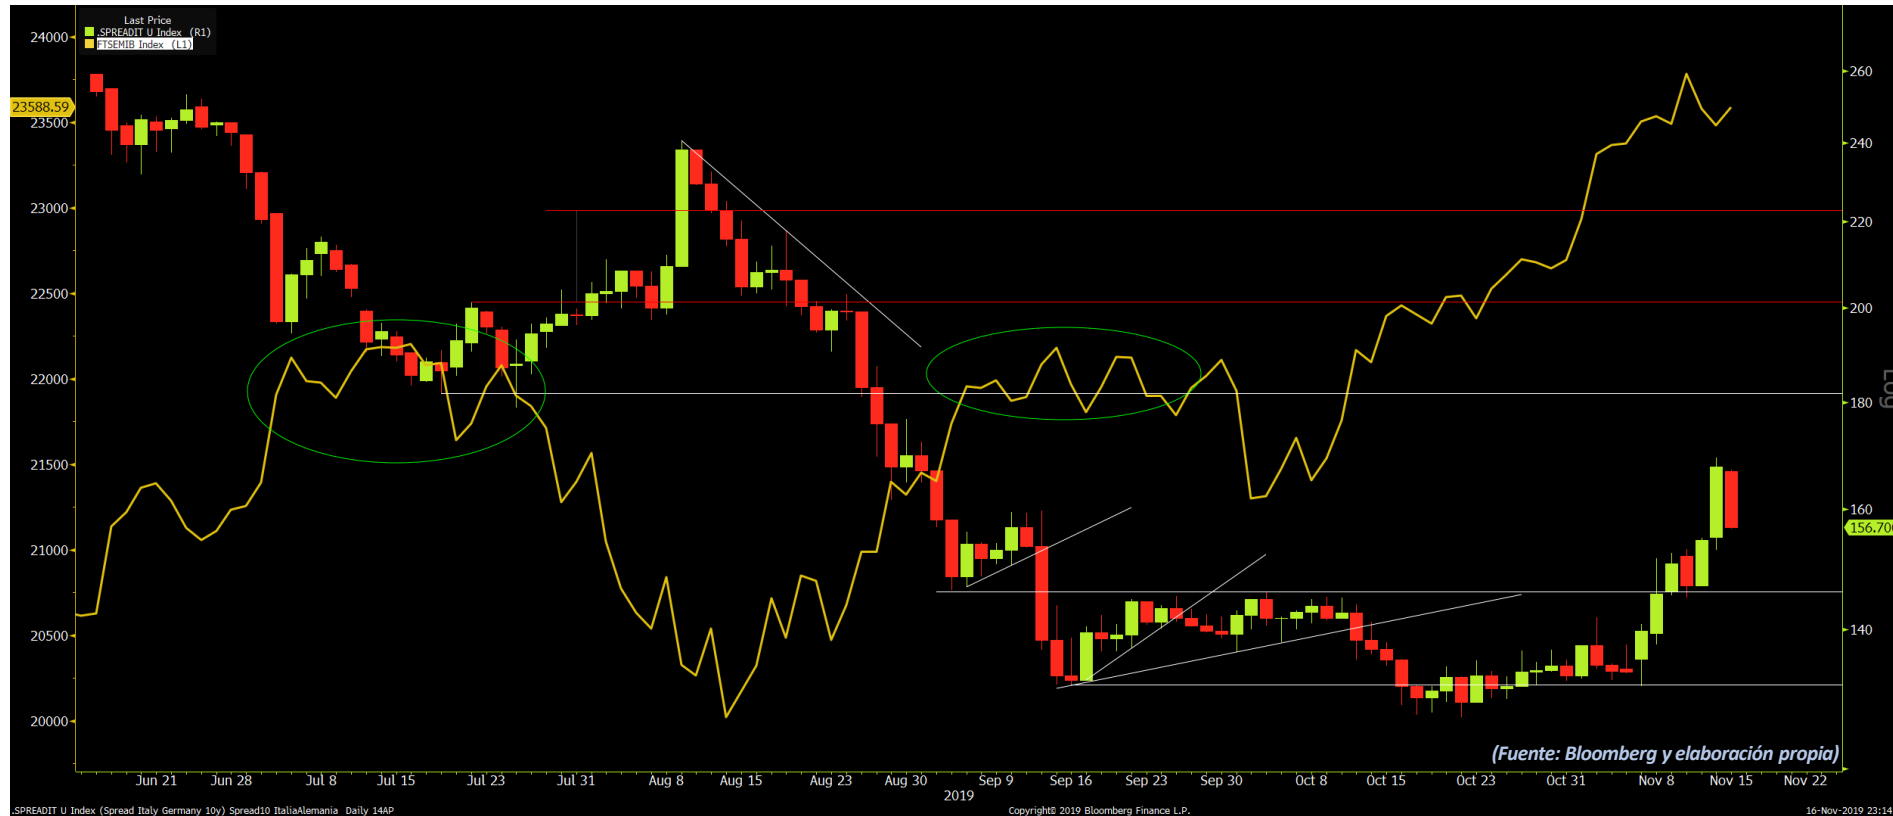 Last Price
.SPREADIT U Index (R1)
FTSEMIB Index (L1)
24000
23588.59
23500
23000
22500
22000
21500
21000
20500
20000
260
240
220
200
Log
180
160
156.700
140
(Fuente: Bloomberg y elaboración propia)
Jun 21 Jun 28 Jul 8 Jul 15 Jul 23 Jul 31 Aug 8 Aug 15 Aug 23 Aug 30 Sep 9 Sep 16 Sep 23 Sep 30 Oct 8 Oct 15 Oct 23 Oct 31 Nov 8 Nov 15 Nov 22
2019
.SPREADIT U Index (Spread Italy Germany 10y) Spread10 ItaliaAlemania Daily 14AP Copyright© 2019 Bloomberg Finance L.P. 16-Nov-2019 23:14